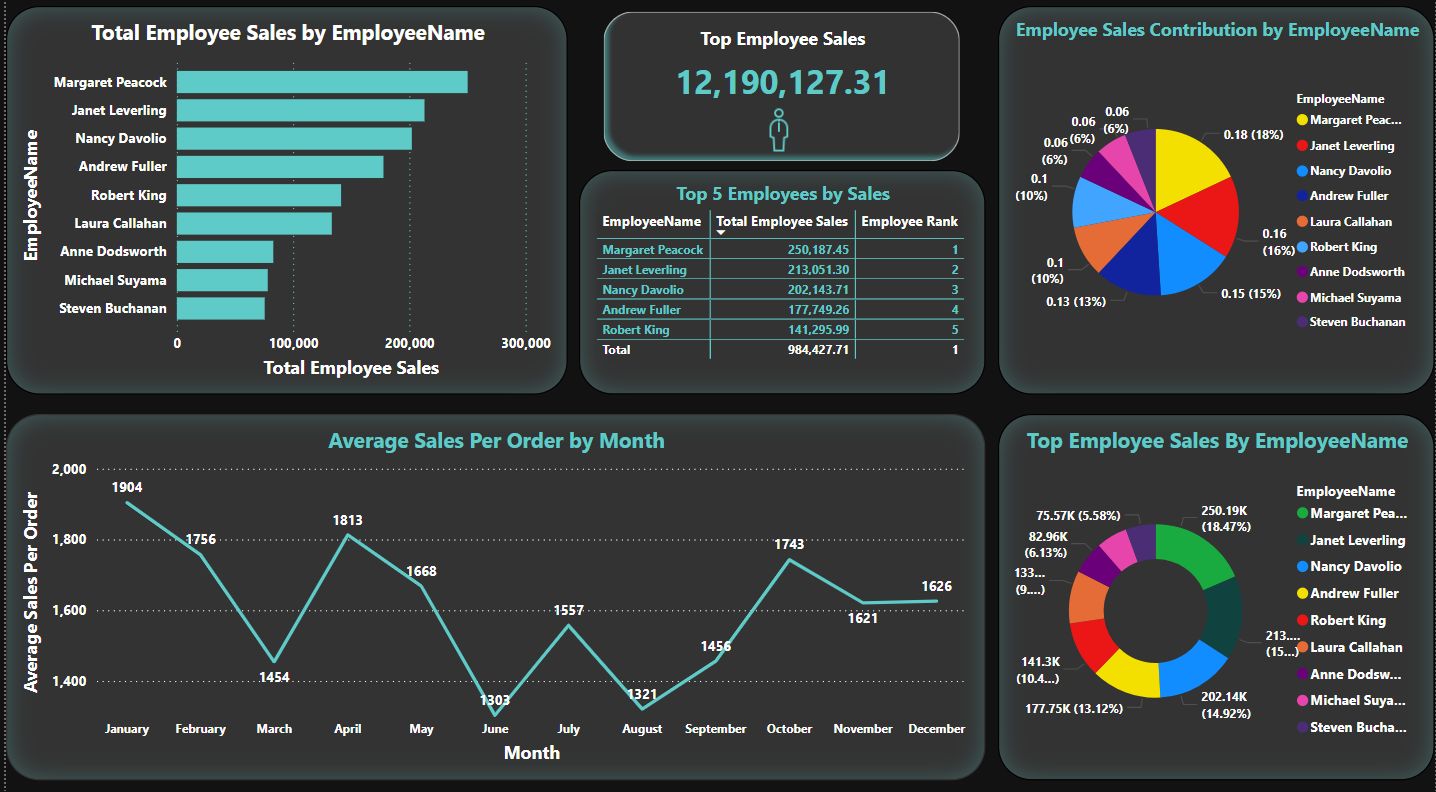 Total Employee Sales by EmployeeName
EmployeeName
Margaret Peacock
Janet Leverling
Nancy Davolio
Andrew Fuller
Robert King
Laura Callahan
Anne Dodsworth
Michael Suyama
Steven Buchanan
0 100,000 200,000 300,000
Total Employee Sales
Top Employee Sales
12,190,127.31
Top 5 Employees by Sales
EmployeeName Total Employee Sales Employee Rank
Margaret Peacock 250,187.45 1
Janet Leverling 213,051.30 2
Nancy Davolio 202,143.71 3
Andrew Fuller 177,749.26 4
Robert King 141,295.99 5
Total 984,427.71 1
Employee Sales Contribution by EmployeeName
0.18 (18%)
0.16
(16%)
0.15 (15%)
0.13 (13%)
0.1
(10%)
0.1
(10%)
0.06
(6%)
0.06
(6%)
0.06
(6%)
EmployeeName
Margaret Peac...
Janet Leverling
Nancy Davolio
Andrew Fuller
Laura Callahan
Robert King
Anne Dodsworth
Michael Suyama
Steven Buchanan
Average Sales Per Order by Month
Average Sales Per Order
2,000
1,800
1,600
1,400
1904
1756
1454
1813
1668
1303
1557
1321
1456
1743
1621
1626
January February March April May June July August September October November December
Month
Top Employee Sales By EmployeeName
250.19K
(18.47%)
213....
(15...)
202.14K
(14.92%)
177.75K (13.12%)
141.3K
(10.4...)
133...
(9....)
82.96K
(6.13%)
75.57K (5.58%)
EmployeeName
Margaret Pea...
Janet Leverling
Nancy Davolio
Andrew Fuller
Robert King
Laura Callahan
Anne Dodsw...
Michael Suya...
Steven Bucha...